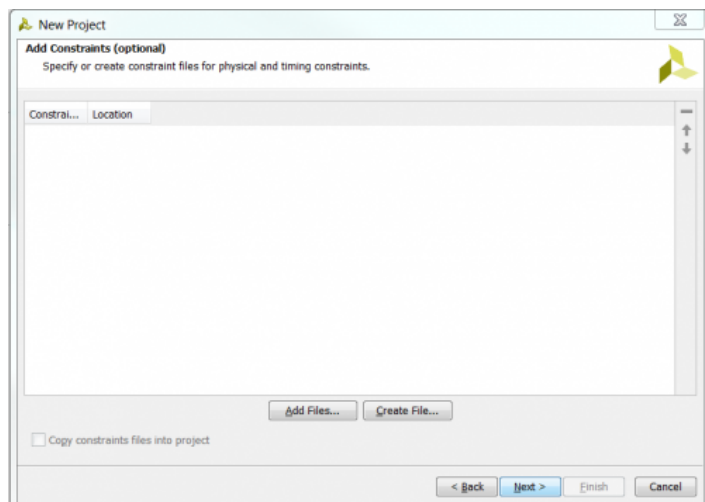 New Project
Add Constraints (optional)
Specify or create constraint files for physical and timing constraints.
Constrai... Location
Add Files... Create File...
Copy constraints files into project
< Back Next > Finish Cancel